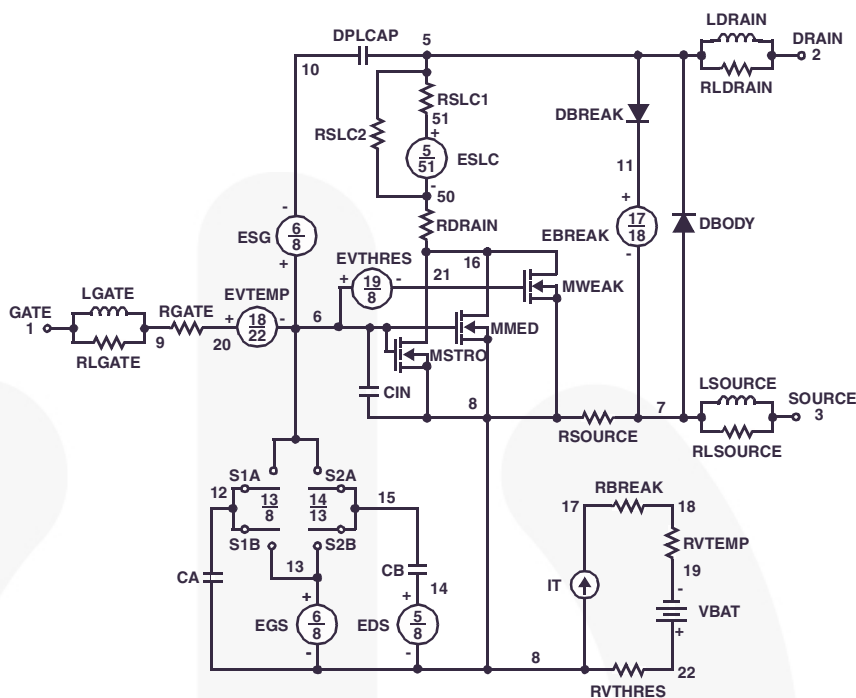 LDRAIN
DPLCAP
5
DRAIN
2
10
RLDRAIN
RSLC1
DBREAK
51
RSLC2
+
5
51
ESLC
11
-
50
-
+
RDRAIN
17
18
DBODY
ESG
6
8
EBREAK
+
EVTHRES
16
-
+
19
8
-
21
MWEAK
LGATE
EVTEMP
GATE
1
RGATE
+
18
22
-
6
MMED
9
20
MSTRO
RLGATE
LSOURCE
CIN
8
7
SOURCE
3
RSOURCE
RLSOURCE
S1A
S2A
12
13
8
14
13
15
RBREAK
17
18
S1B
S2B
RVTEMP
13
CB
CA
14
19
IT
-
+
+
VBAT
EGS
6
8
EDS
5
8
+
-
-
8
22
RVTHRES